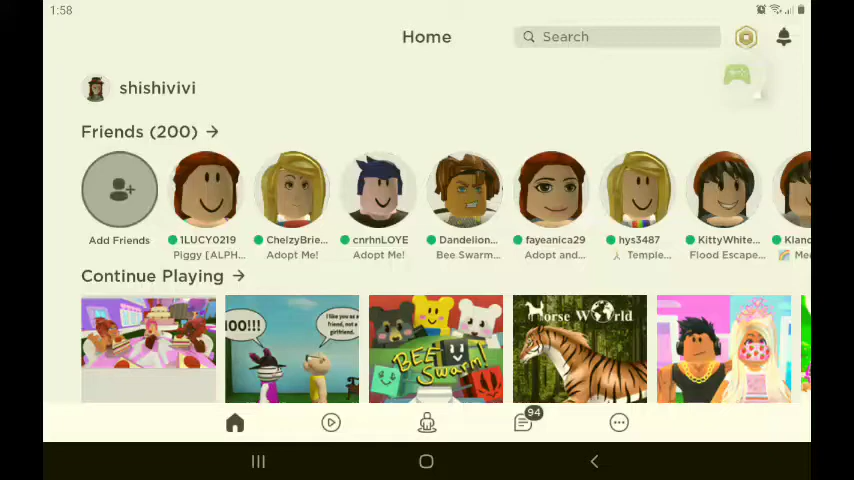 1:58
Home
Search
shishivivi
Friends (200)
Add Friends
1LUCY0219
Piggy [ALPH...
ChelzyBrie...
Adopt Me!
cnrhnLOYE
Adopt Me!
Dandelion...
Bee Swarm...
fayeanica29
Adopt and...
hys3487
Temple...
KittyWhite...
Flood Escape...
Continue Playing
I like you as a
friend, not a
girlfriend.
BEE
Swarm!
World
94